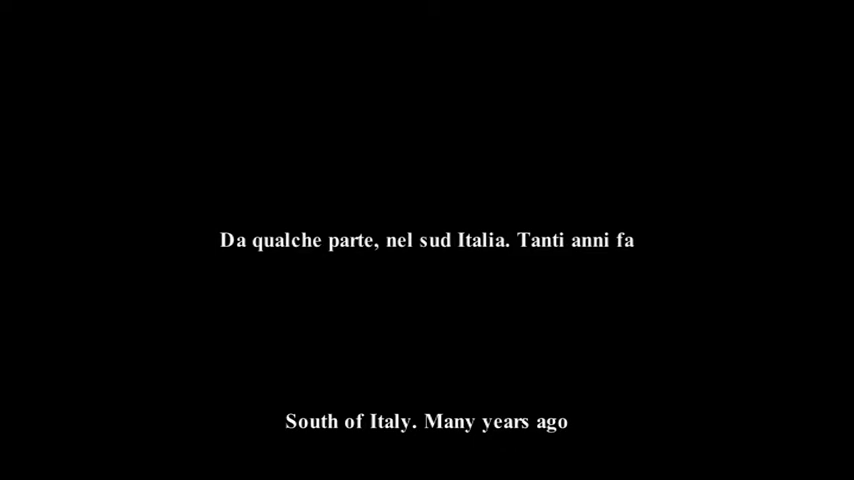 Da qualche parte, nel sud Italia. Tanti anni fa
South of Italy. Many years ago